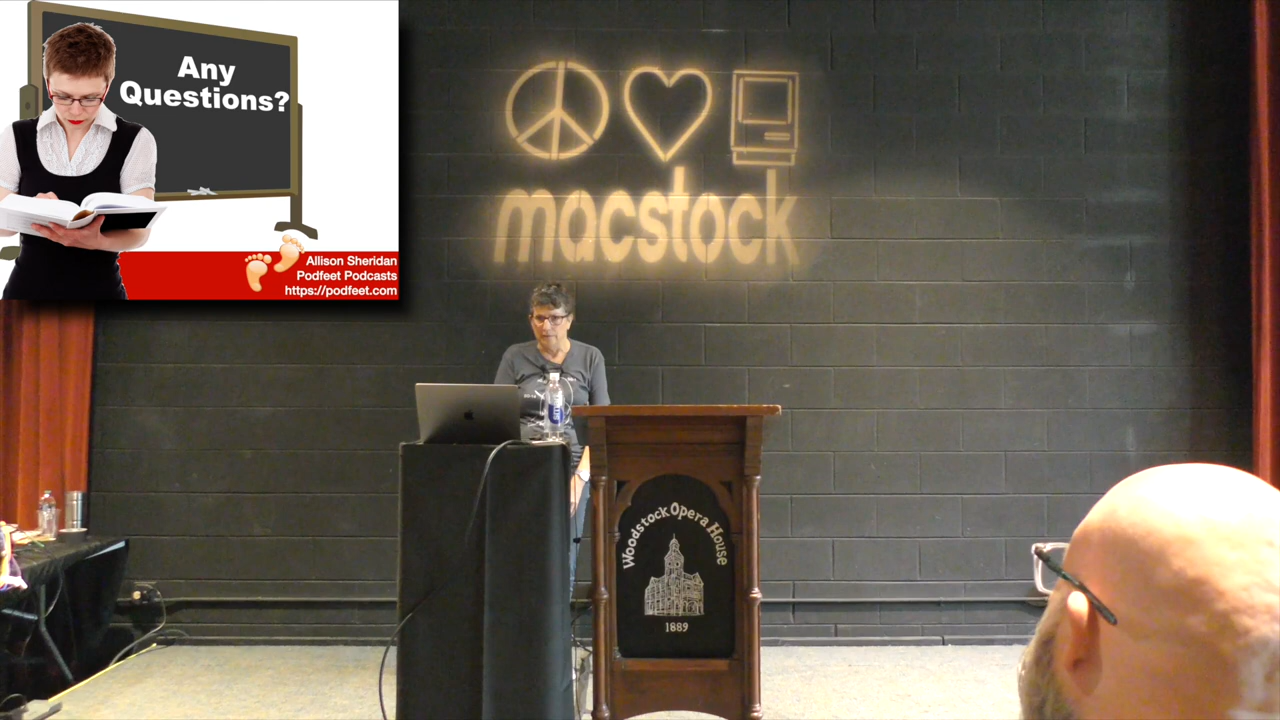 Any
Questions?
Allison Sheridan
Podfeet Podcasts
https://podfeet.com
macstock
Woodstock Opera House
1889